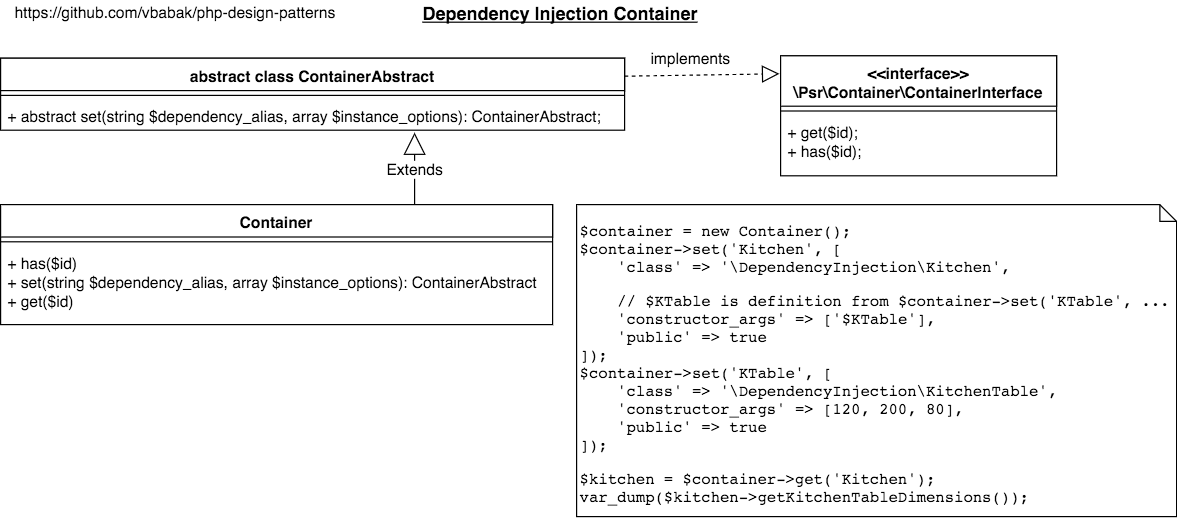 https://github.com/vbabak/php-design-patterns
Dependency Injection Container
abstract class ContainerAbstract
+ abstract set(string $dependency_alias, array $instance_options): ContainerAbstract;
implements
<<interface>>
\Psr\Container\ContainerInterface
+ get($id);
+ has($id);
Extends
Container
+ has($id)
+ set(string $dependency_alias, array $instance_options): ContainerAbstract
+ get($id)
$container = new Container();
$container->set('Kitchen', [
    'class' => '\DependencyInjection\Kitchen',
    // $KTable is definition from $container->set('KTable', ...
    'constructor_args' => ['$KTable'],
    'public' => true
]);
$container->set('KTable', [
    'class' => '\DependencyInjection\KitchenTable',
    'constructor_args' => [120, 200, 80],
    'public' => true
]);
$kitchen = $container->get('Kitchen');
var_dump($kitchen->getKitchenTableDimensions());